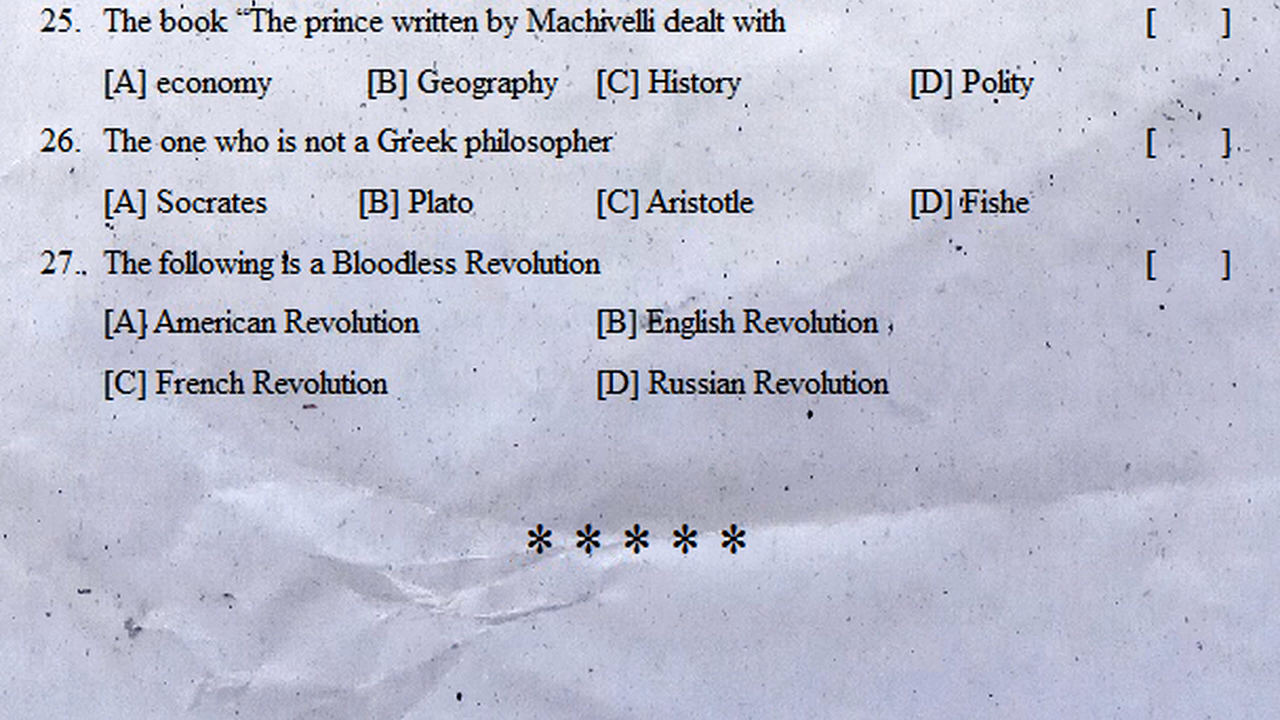 25. The book “The prince written by Machivelli dealt with [ ]
[A] economy [B] Geography [C] History [D] Polity
26. The one who is not a Greek philosopher [ ]
[A] Socrates [B] Plato [C] Aristotle [D] Fishe
27. The following is a Bloodless Revolution [ ]
[A] American Revolution [B] English Revolution
[C] French Revolution [D] Russian Revolution
* * * * *